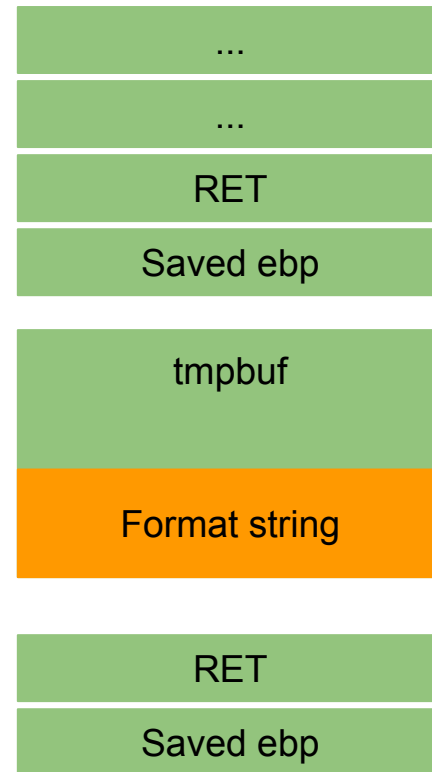 ...
...
RET
Saved ebp
tmpbuf
Format string
RET
Saved ebp